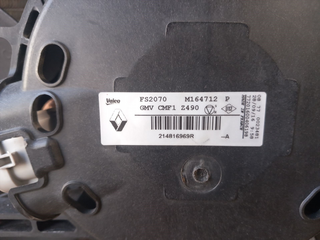 Valeo FS2070 M164712 P
GMV CMF1 Z490
214816969R -A